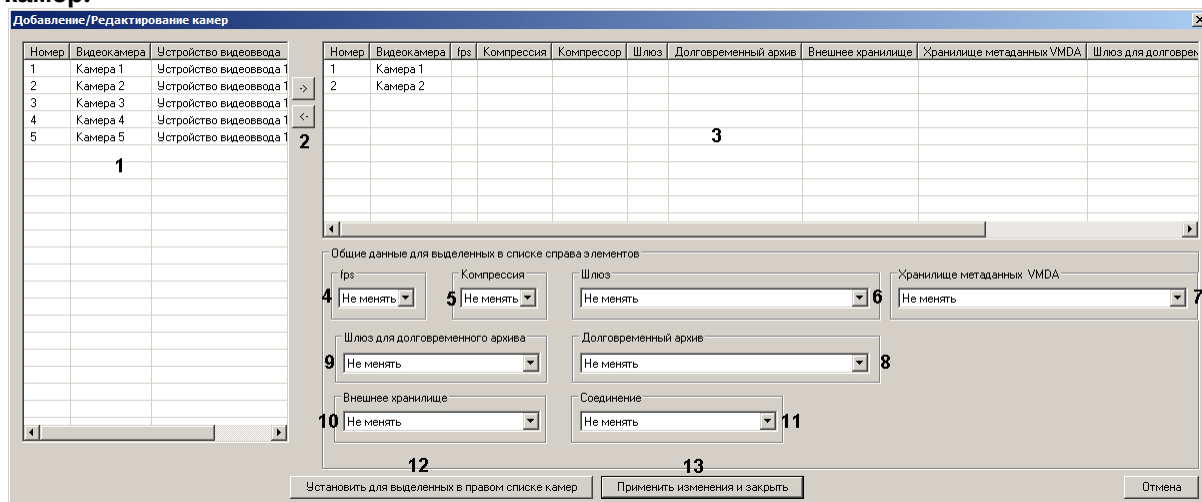 камер.
Добавление/Редактирование камер
Номер Видеокамера Устройство видеоввода
1 Камера 1 Устройство видеоввода 1
2 Камера 2 Устройство видеоввода 1
3 Камера 3 Устройство видеоввода 1
4 Камера 4 Устройство видеоввода 1
5 Камера 5 Устройство видеоввода 1
1
->
<-
2
Номер Видеокамера fps Компрессия Компрессор Шлюз Долговременный архив Внешнее хранилище Хранилище метаданных VMDA Шлюз для долговрем
1 Камера 1
2 Камера 2
3
Общие данные для выделенных в списке справа элементов
fps Компрессия Шлюз Хранилище метаданных VMDA
4 Не менять 5 Не менять Не менять 6 Не менять 7
Шлюз для долговременного архива Долговременный архив
9 Не менять Не менять 8
Внешнее хранилище Соединение
10 Не менять Не менять 11
12 13
Установить для выделенных в правом списке камер Применить изменения и закрыть Отмена